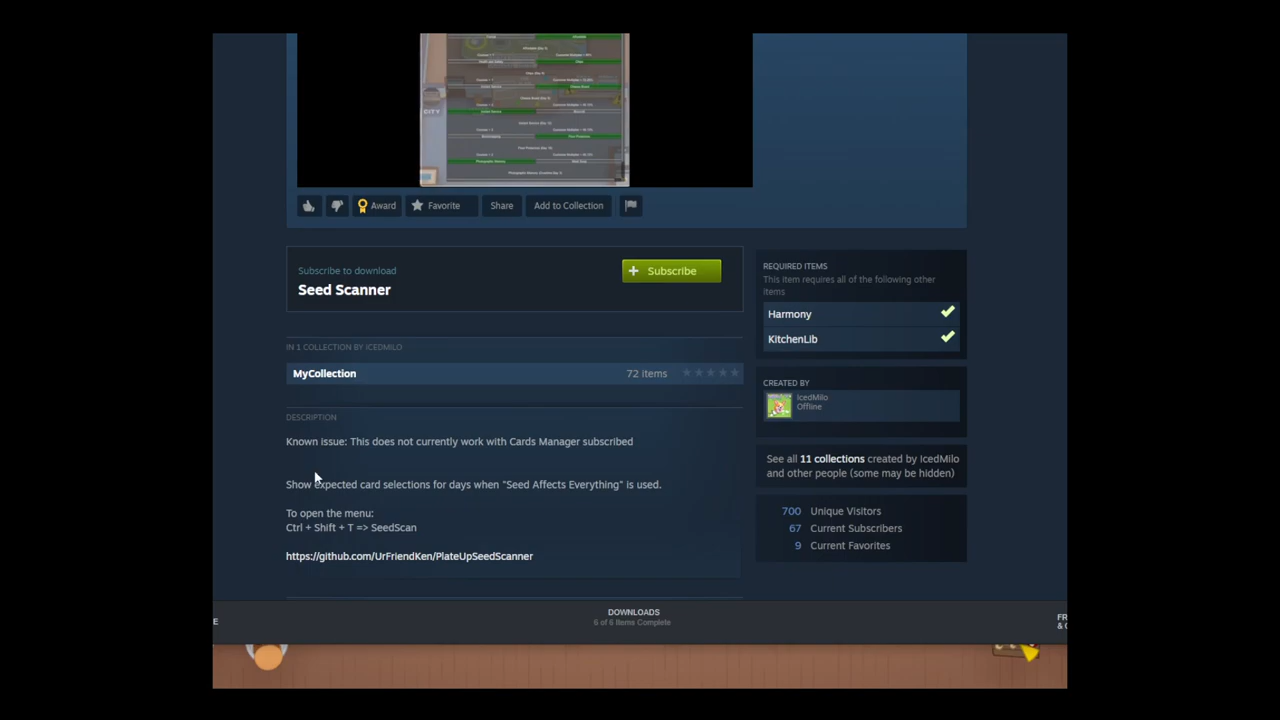 CITY
Award
Favorite
Share
Add to Collection
Subscribe to download
Seed Scanner
Subscribe
IN 1 COLLECTION BY ICEDMILO
MyCollection
72 items
DESCRIPTION
Known issue: This does not currently work with Cards Manager subscribed
Show expected card selections for days when "Seed Affects Everything" is used.
To open the menu:
Ctrl + Shift + T => SeedScan
https://github.com/UrFriendKen/PlateUpSeedScanner
REQUIRED ITEMS
This item requires all of the following other
items
Harmony
KitchenLib
CREATED BY
IcedMilo
Offline
See all 11 collections created by IcedMilo
and other people (some may be hidden)
700 Unique Visitors
67 Current Subscribers
9 Current Favorites
E
DOWNLOADS
6 of 6 Items Complete
FR
& C